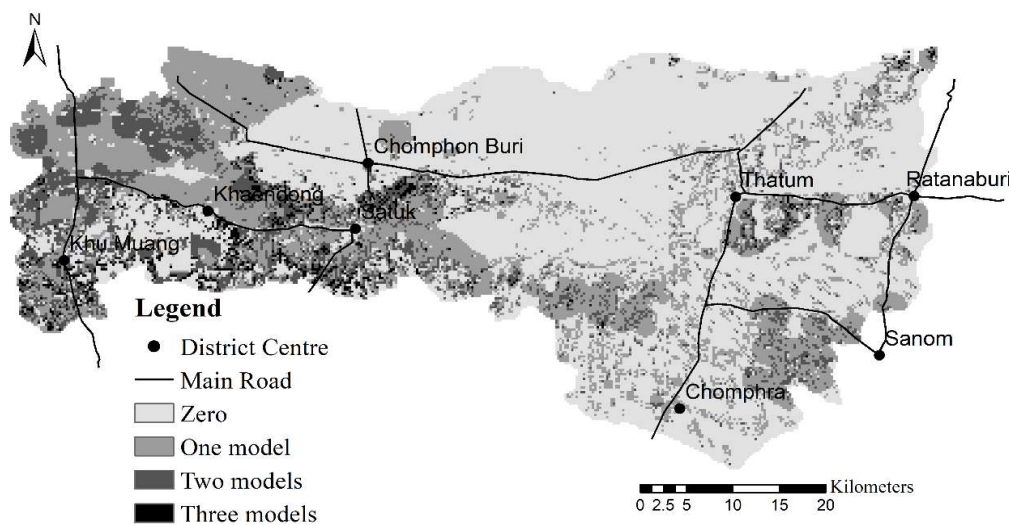 N
Chomphon Buri
Khaendong
Thatum
Ratanaburi
Satuk
Khu Muang
Legend
District Centre
Main Road
Zero
One model
Two models
Three models
Sanom
Chomphra
Kilometers
0 2.5 5 10 15 20